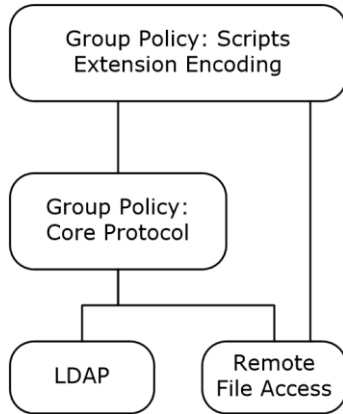 Group Policy: Scripts
Extension Encoding
Group Policy:
Core Protocol
LDAP
Remote
File Access